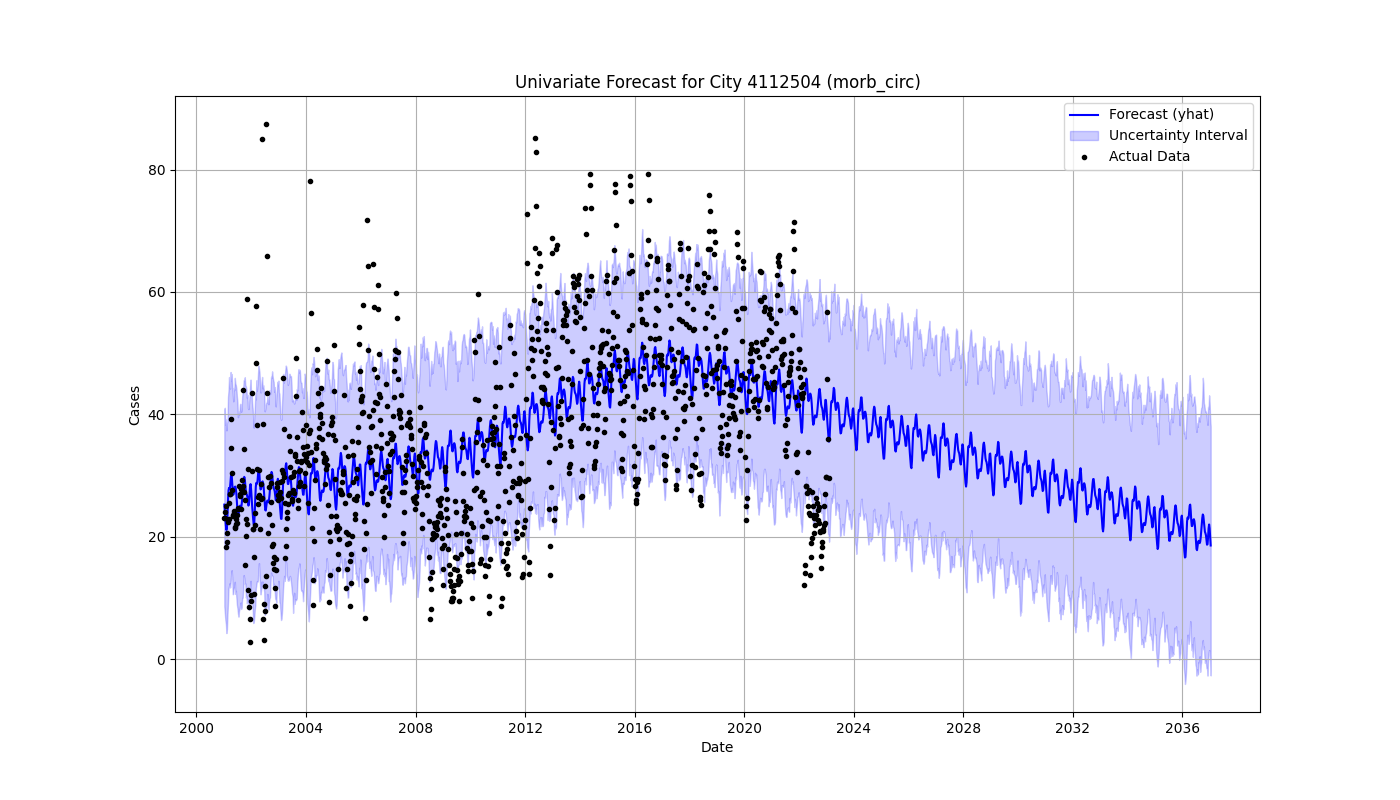 Univariate Forecast for City 4112504 (morb_circ)
Forecast (yhat)
Uncertainty Interval
Actual Data
Cases
80
60
40
20
0
2000 2004 2008 2012 2016 2020 2024 2028 2032 2036
Date